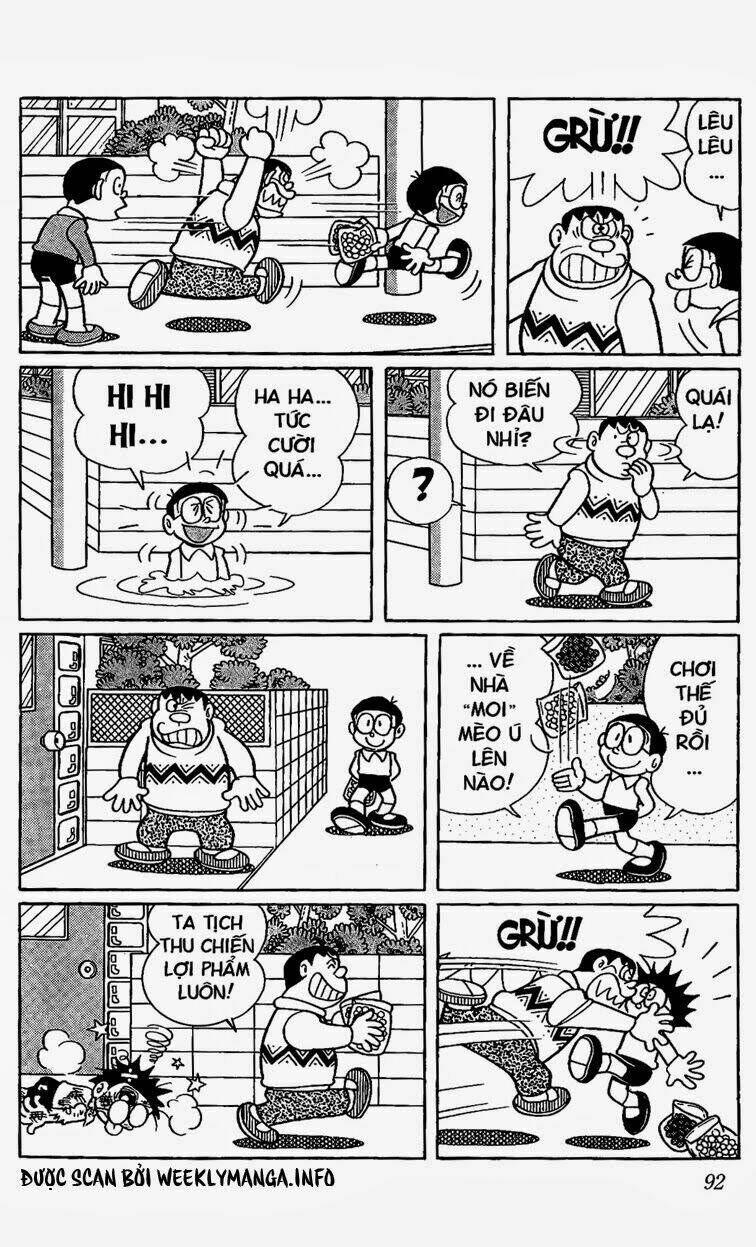 GRỪ!!
LÊU
LÊU
...
HI HI
HI...
HA HA...
TỨC
CƯỜI
QUÁ...
NÓ BIẾN
ĐI ĐÂU
NHỈ?
QUÁI
LẠ!
?
... VỀ
NHÀ
"MOI"
MÈO Ú
LÊN
NÀO!
CHƠI
THẾ
ĐỦ
RỒI
...
TA TỊCH
THU CHIẾN
LỢI PHẨM
LUÔN!
GRỪ!!
ĐƯỢC SCAN BỞI WEEKLYMANGA.INFO
92